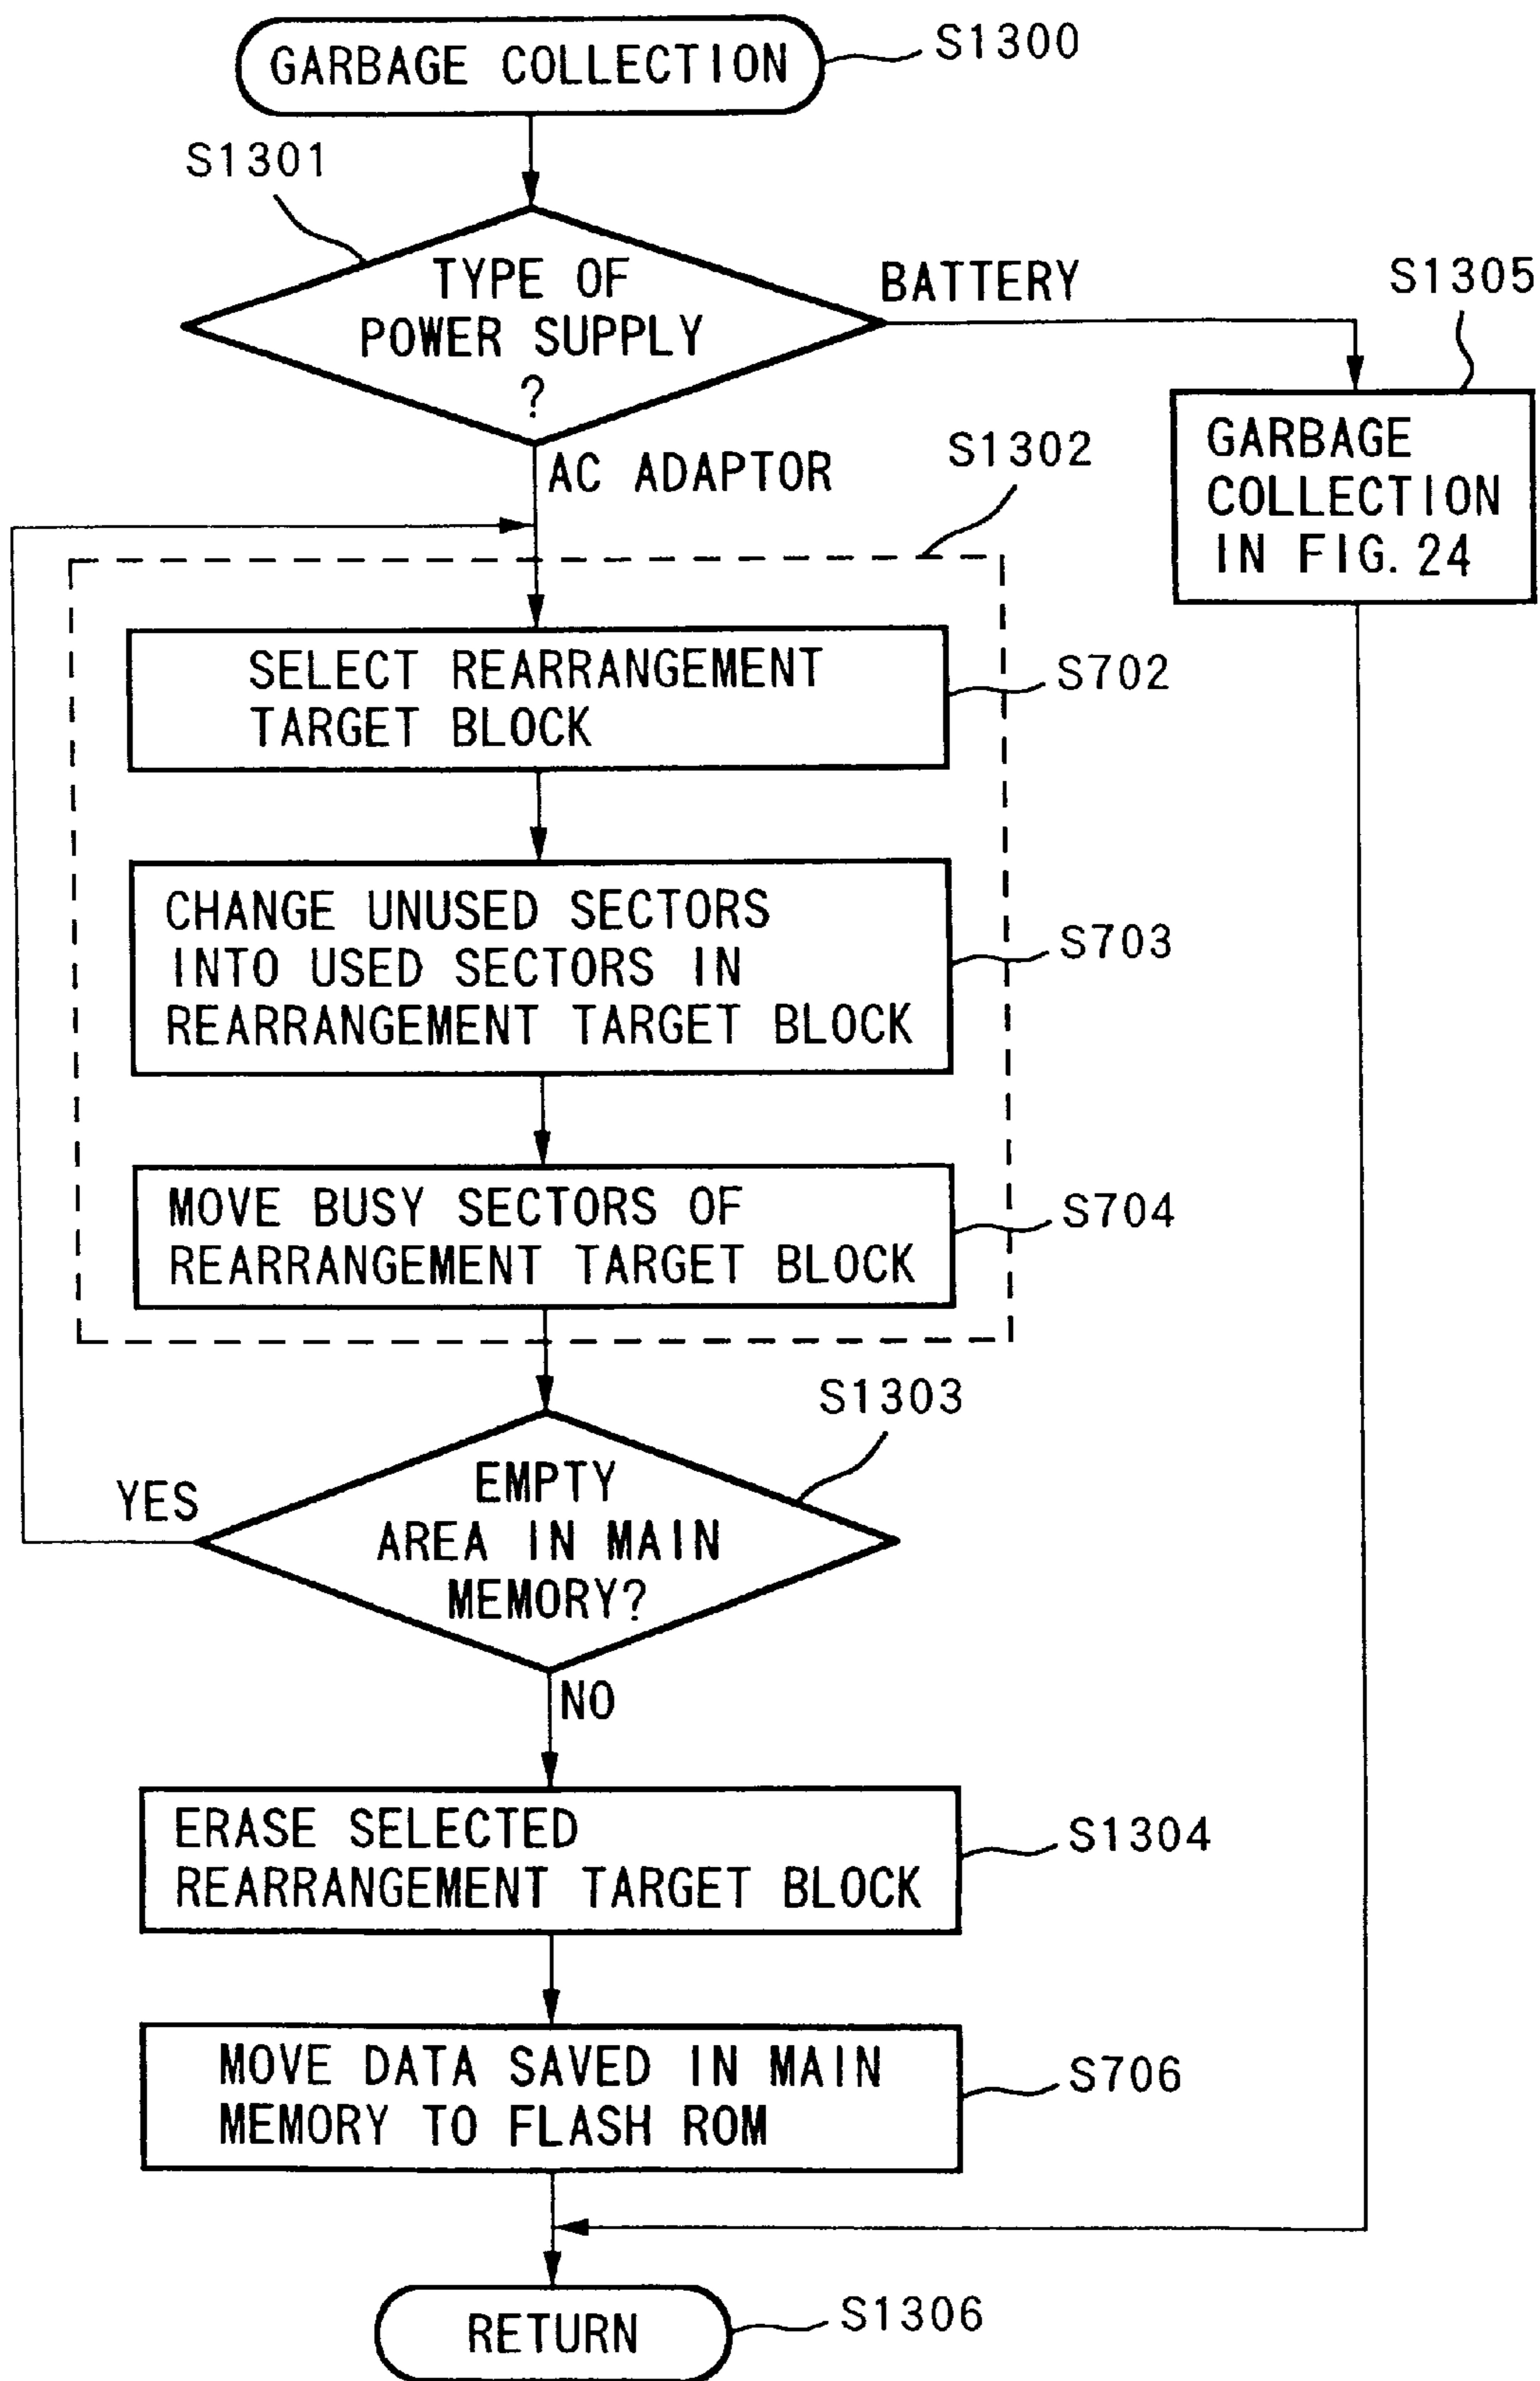 GARBAGE COLLECTION
S1300
S1301
TYPE OF
POWER SUPPLY
?
BATTERY
S1305
AC ADAPTOR
S1302
GARBAGE
COLLECTION
IN FIG. 24
SELECT REARRANGEMENT
TARGET BLOCK
S702
CHANGE UNUSED SECTORS
INTO USED SECTORS IN
REARRANGEMENT TARGET BLOCK
S703
MOVE BUSY SECTORS OF
REARRANGEMENT TARGET BLOCK
S704
S1303
YES
EMPTY
AREA IN MAIN
MEMORY?
NO
ERASE SELECTED
REARRANGEMENT TARGET BLOCK
S1304
MOVE DATA SAVED IN MAIN
MEMORY TO FLASH ROM
S706
RETURN
S1306